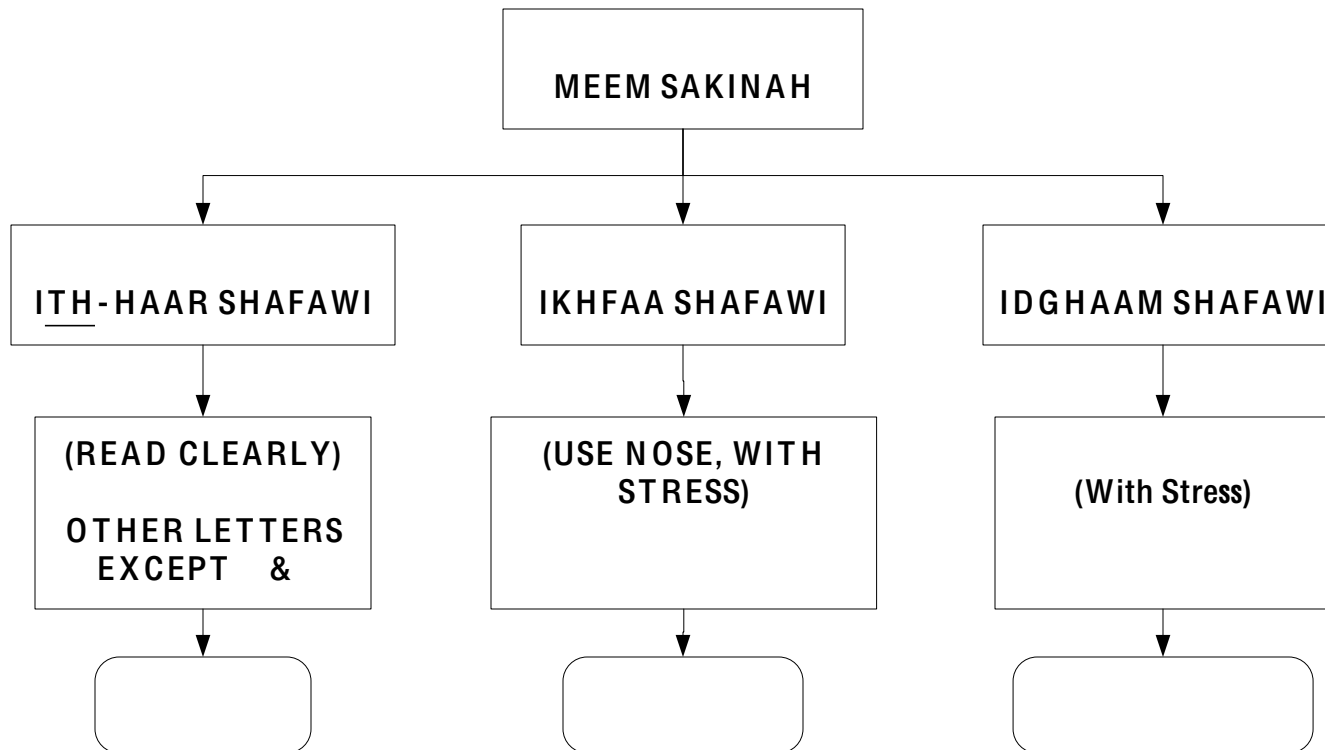 MEEM SAKINAH
ITH-HAAR SHAFAWI
IKHFAA SHAFAWI
IDGHAAM SHAFAWI
(READ CLEARLY)
OTHER LETTERS
EXCEPT &
(USE NOSE, WITH
STRESS)
(With Stress)